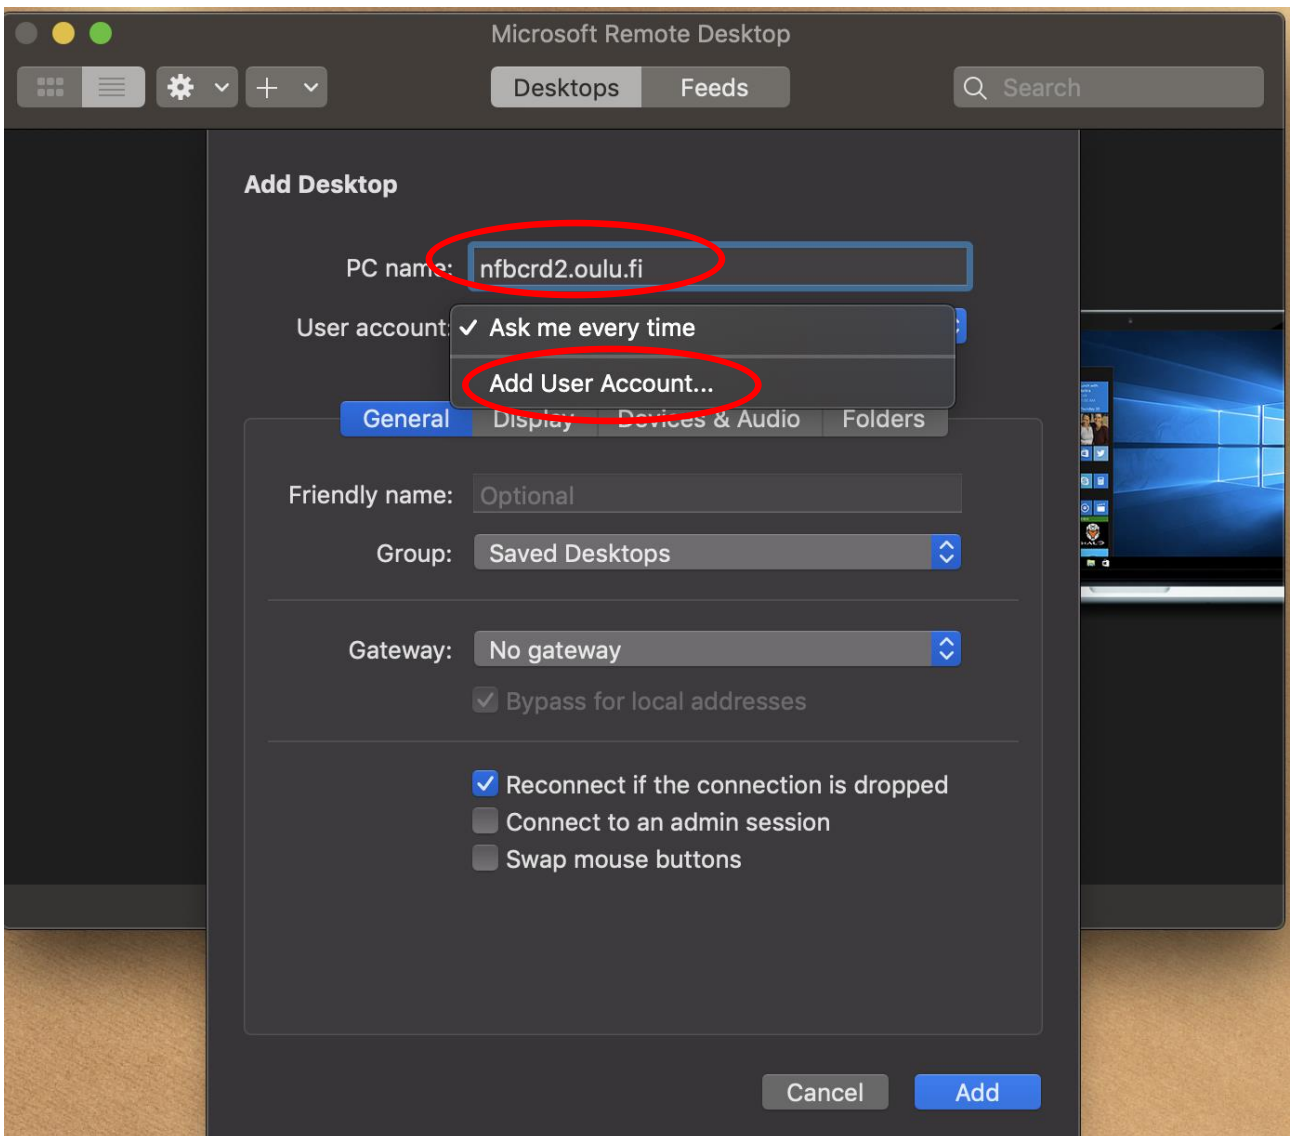 Microsoft Remote Desktop
Desktops Feeds Search
Add Desktop
PC name: nfbcrd2.oulu.fi
User account: ✓ Ask me every time
Add User Account...
General Display Devices & Audio Folders
Friendly name: Optional
Group: Saved Desktops
Gateway: No gateway
Bypass for local addresses
Reconnect if the connection is dropped
Connect to an admin session
Swap mouse buttons
Cancel Add